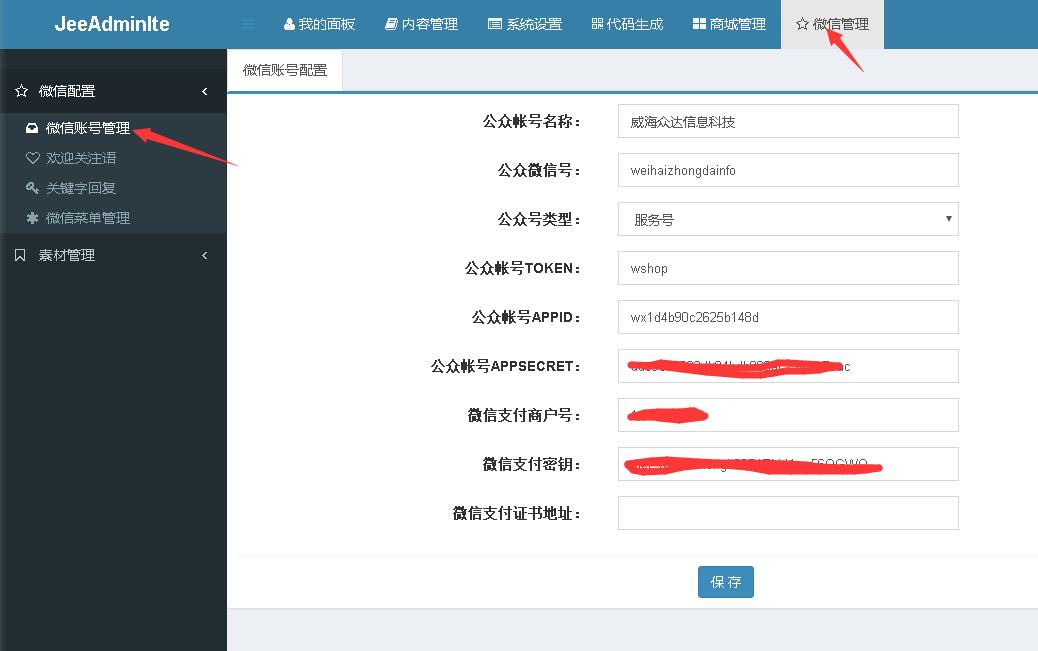 JeeAdminlte
我的面板 内容管理 系统设置 代码生成 商城管理 微信管理
微信账号配置
微信配置
微信账号管理
欢迎关注语
关键字回复
微信菜单管理
素材管理
公众帐号名称： 威海众达信息科技
公众微信号： weihaizhongdainfo
公众号类型： 服务号
公众帐号TOKEN： wshop
公众帐号APPID： wx1d4b90c2625b148d
公众帐号APPSECRET：
微信支付商户号：
微信支付密钥：
微信支付证书地址：
保 存